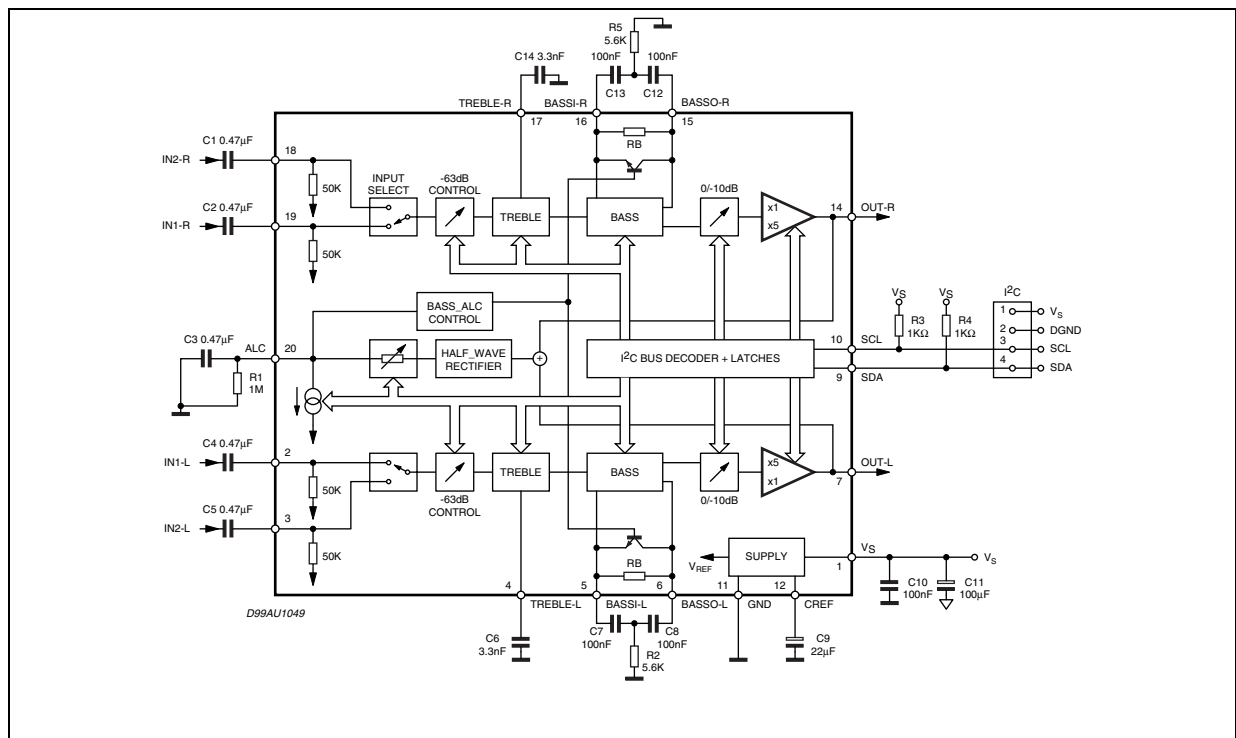 R5
5.6K
C14 3.3nF
100nF
100nF
C13
C12
TREBLE-R
BASSI-R
BASSO-R
17
16
15
RB
C1 0.47µF
IN2-R
18
50K
INPUT
SELECT
-63dB
CONTROL
TREBLE
BASS
0/-10dB
x1
x5
14
OUT-R
C2 0.47µF
IN1-R
19
50K
BASS_ALC
CONTROL
C3 0.47µF
ALC
20
R1
1M
HALF_WAVE
RECTIFIER
+
I²C BUS DECODER + LATCHES
10
SCL
9
SDA
VS
R3
1KΩ
VS
R4
1KΩ
I²C
1
VS
2
DGND
3
SCL
4
SDA
C4 0.47µF
IN1-L
2
50K
-63dB
CONTROL
TREBLE
BASS
0/-10dB
x5
x1
7
OUT-L
C5 0.47µF
IN2-L
3
50K
RB
VREF
SUPPLY
VS
1
VS
C10
100nF
C11
100µF
4
5
6
11
12
TREBLE-L
BASSI-L
BASSO-L
GND
CREF
D99AU1049
C6
3.3nF
C7
100nF
C8
100nF
R2
5.6K
C9
22µF